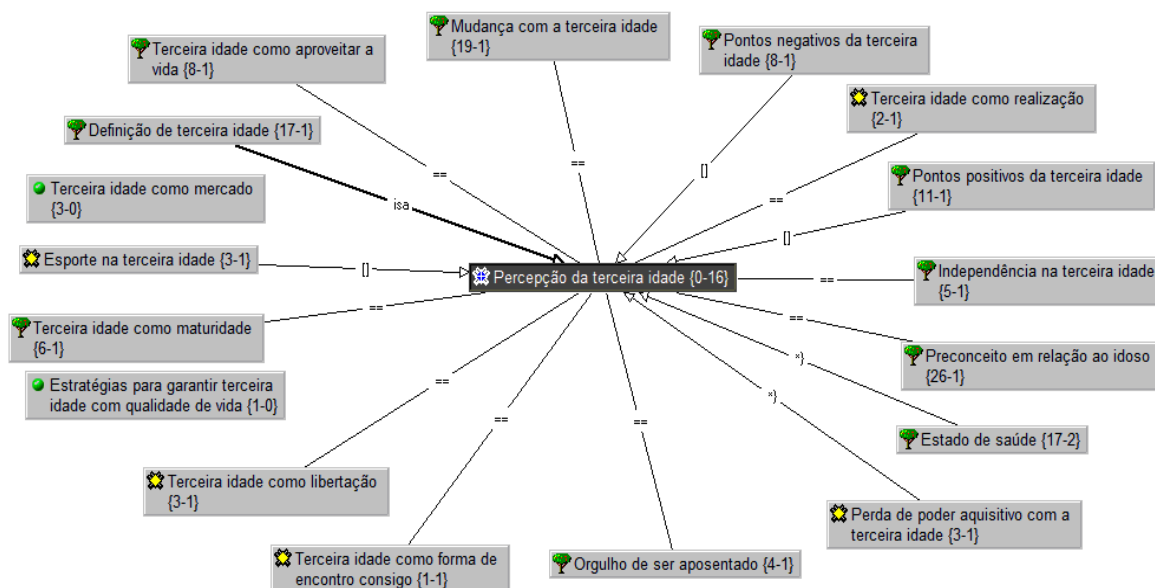 Mudança com a terceira idade
{19-1}
Terceira idade como aproveitar a
vida {8-1}
Pontos negativos da terceira
idade {8-1}
Terceira idade como realização
{2-1}
Definição de terceira idade {17-1}
==
==
[]
==
Pontos positivos da terceira idade
{11-1}
Terceira idade como mercado
{3-0}
isa
[]
Esporte na terceira idade {3-1}
[]
Percepção da terceira idade {0-16}
==
Independência na terceira idade
{5-1}
Terceira idade como maturidade
{6-1}
==
==
Preconceito em relação ao idoso
{26-1}
Estratégias para garantir terceira
idade com qualidade de vida {1-0}
==
==
==
*}
*}
Estado de saúde {17-2}
Terceira idade como libertação
{3-1}
Perda de poder aquisitivo com a
terceira idade {3-1}
Terceira idade como forma de
encontro consigo {1-1}
Orgulho de ser aposentado {4-1}